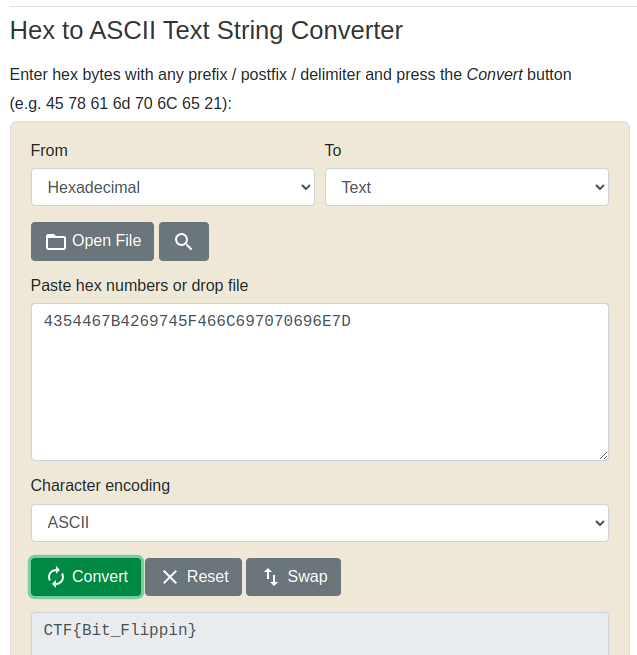 Hex to ASCII Text String Converter
Enter hex bytes with any prefix / postfix / delimiter and press the Convert button
(e.g. 45 78 61 6d 70 6C 65 21):
From To
Hexadecimal Text
Open File
Paste hex numbers or drop file
4354467B4269745F466C697070696E7D
Character encoding
ASCII
Convert Reset Swap
CTF{Bit_Flippin}